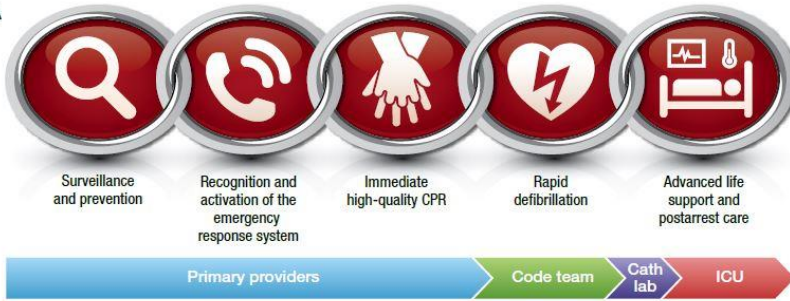 Surveillance
and prevention
Recognition and
activation of the
emergency
response system
Immediate
high-quality CPR
Rapid
defibrillation
Advanced life
support and
postarrest care
Primary providers
Code team
Cath
lab
ICU